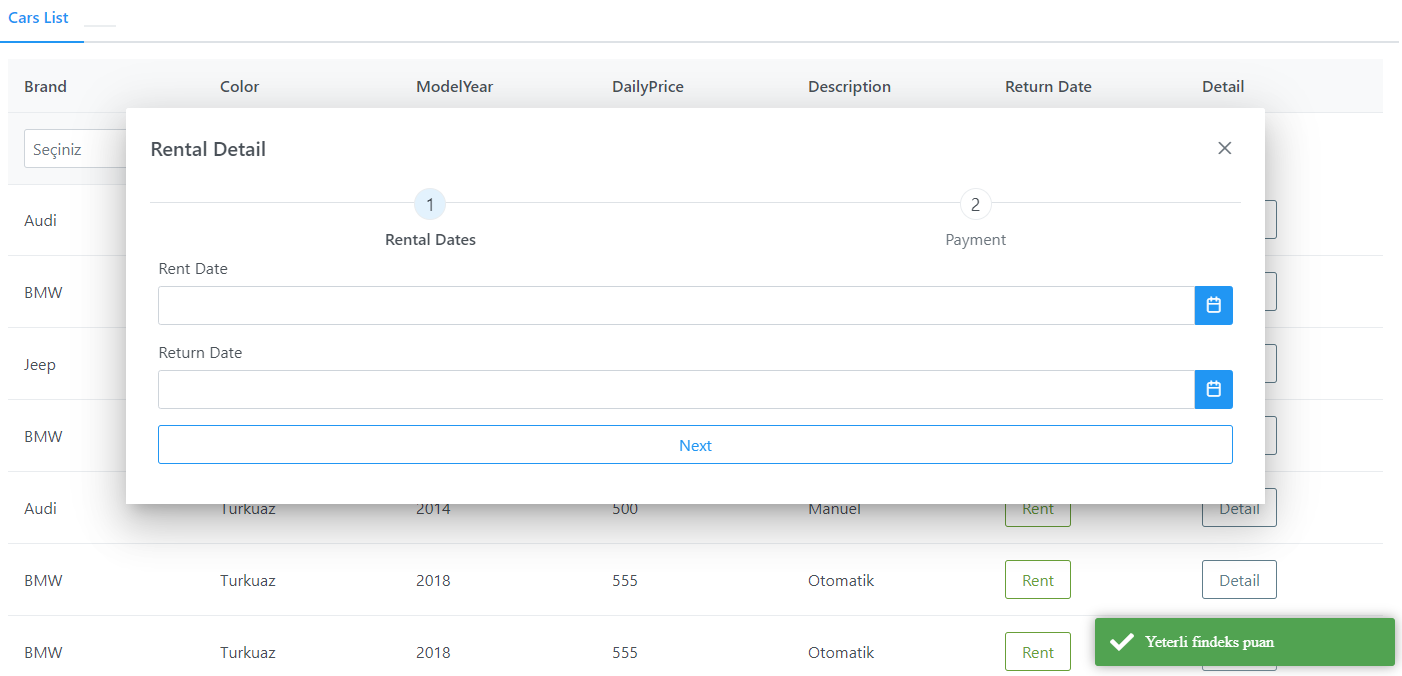 Cars List
Brand Color ModelYear DailyPrice Description Return Date Detail
Seçiniz
Rental Detail
1 2
Rental Dates Payment
Rent Date
Return Date
Next
Audi
BMW
Jeep
BMW
Audi Turkuaz 2014 500 Manuel Rent Detail
BMW Turkuaz 2018 555 Otomatik Rent Detail
BMW Turkuaz 2018 555 Otomatik Rent
Yeterli findeks puan